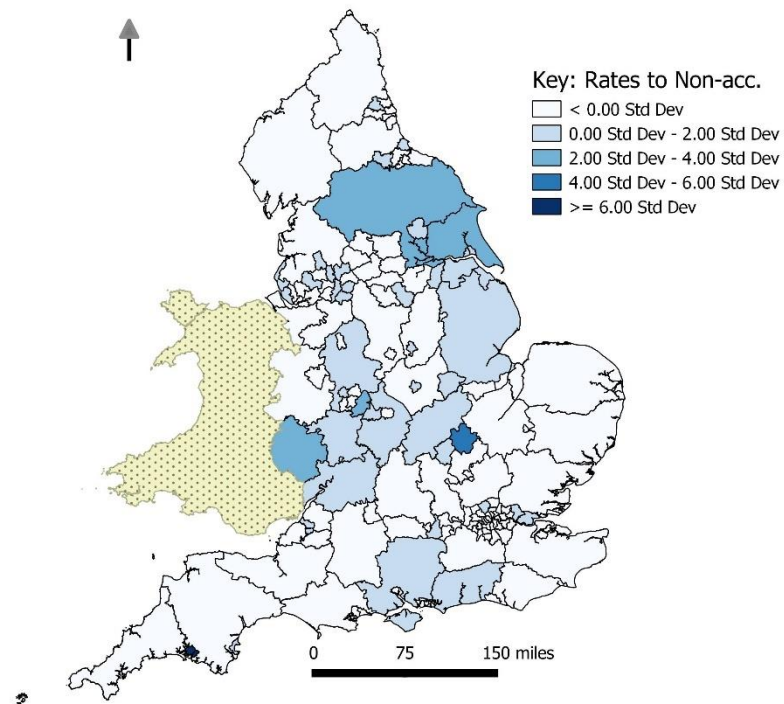 Key: Rates to Non-acc.
< 0.00 Std Dev
0.00 Std Dev - 2.00 Std Dev
2.00 Std Dev - 4.00 Std Dev
4.00 Std Dev - 6.00 Std Dev
>= 6.00 Std Dev
0 75 150 miles